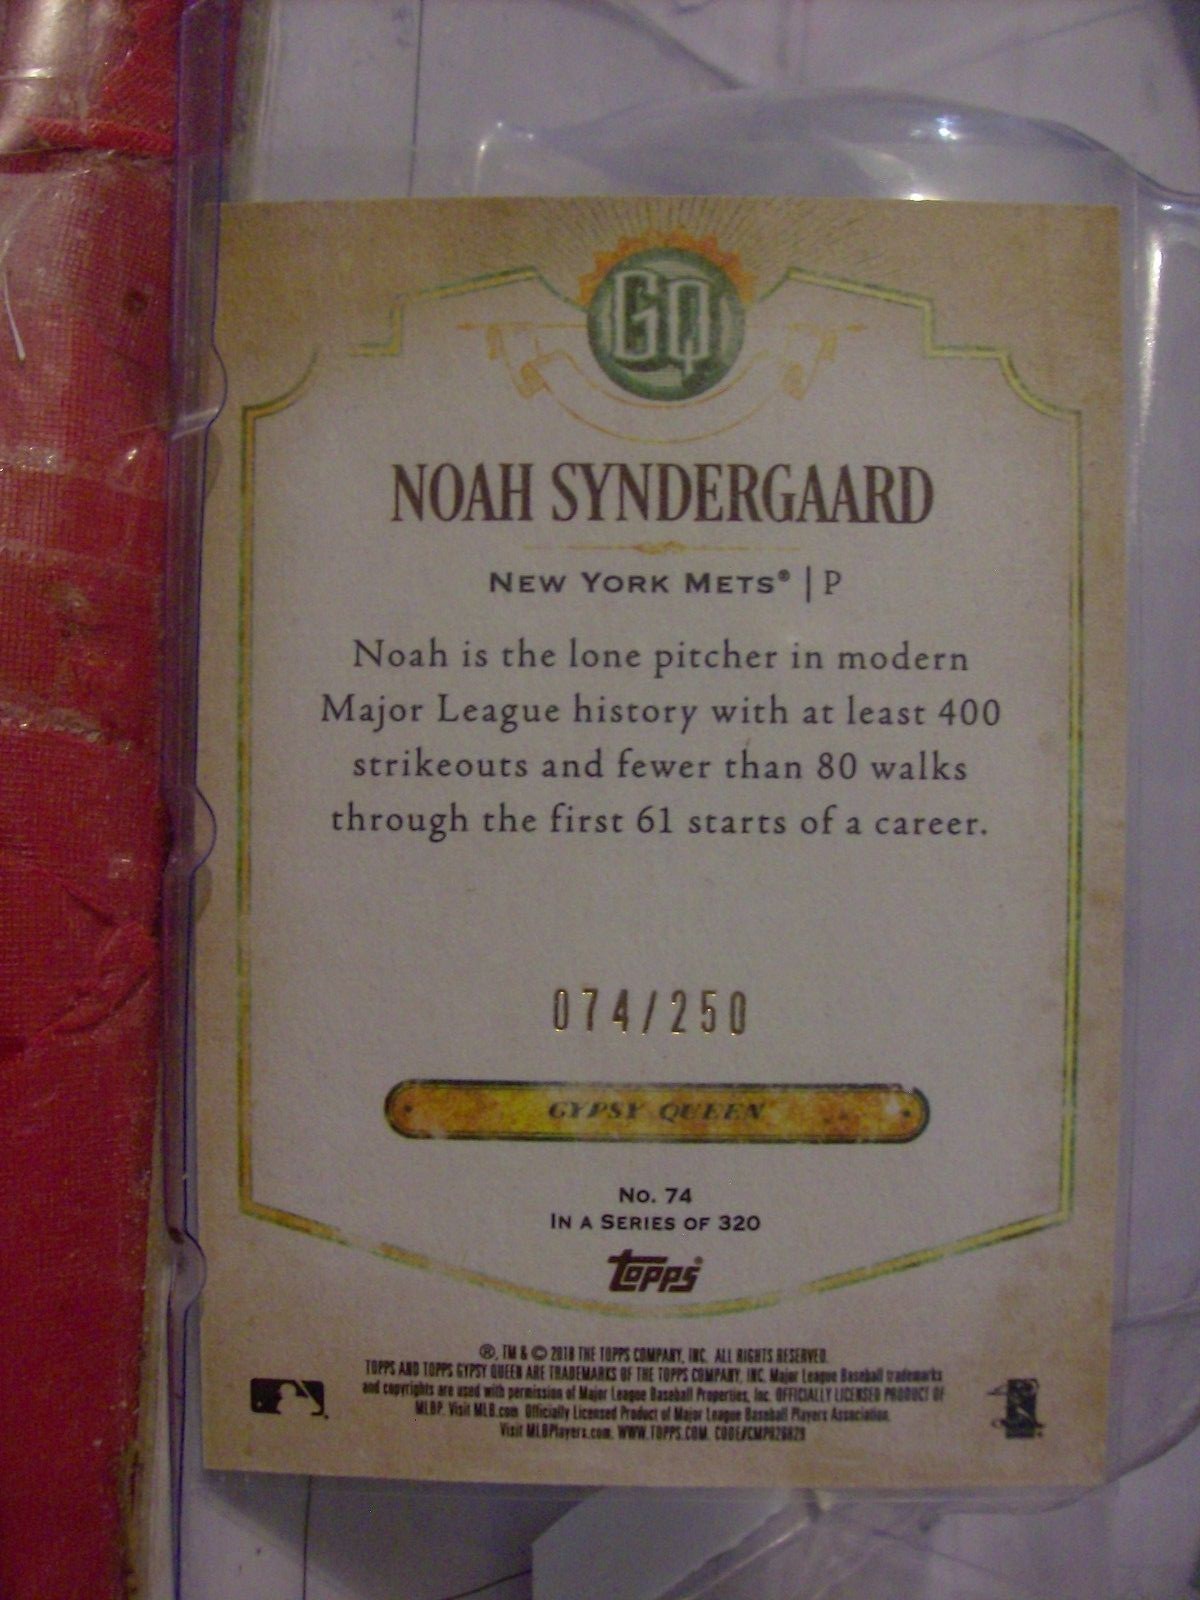 GQ
NOAH SYNDERGAARD
NEW YORK METS® | P
Noah is the lone pitcher in modern
Major League history with at least 400
strikeouts and fewer than 80 walks
through the first 61 starts of a career.
074/250
GYPSY QUEEN
NO. 74
IN A SERIES OF 320
topps®
®, TM & © 2018 THE TOPPS COMPANY, INC. ALL RIGHTS RESERVED.
TOPPS AND TOPPS GYPSY QUEEN ARE TRADEMARKS OF THE TOPPS COMPANY, INC. Major League Baseball trademarks
and copyrights are used with permission of Major League Baseball Properties, Inc. OFFICIALLY LICENSED PRODUCT OF
MLBP. Visit MLB.com Officially Licensed Product of Major League Baseball Players Association.
Visit MLBPlayers.com. WWW.TOPPS.COM. CODE#CMP026829